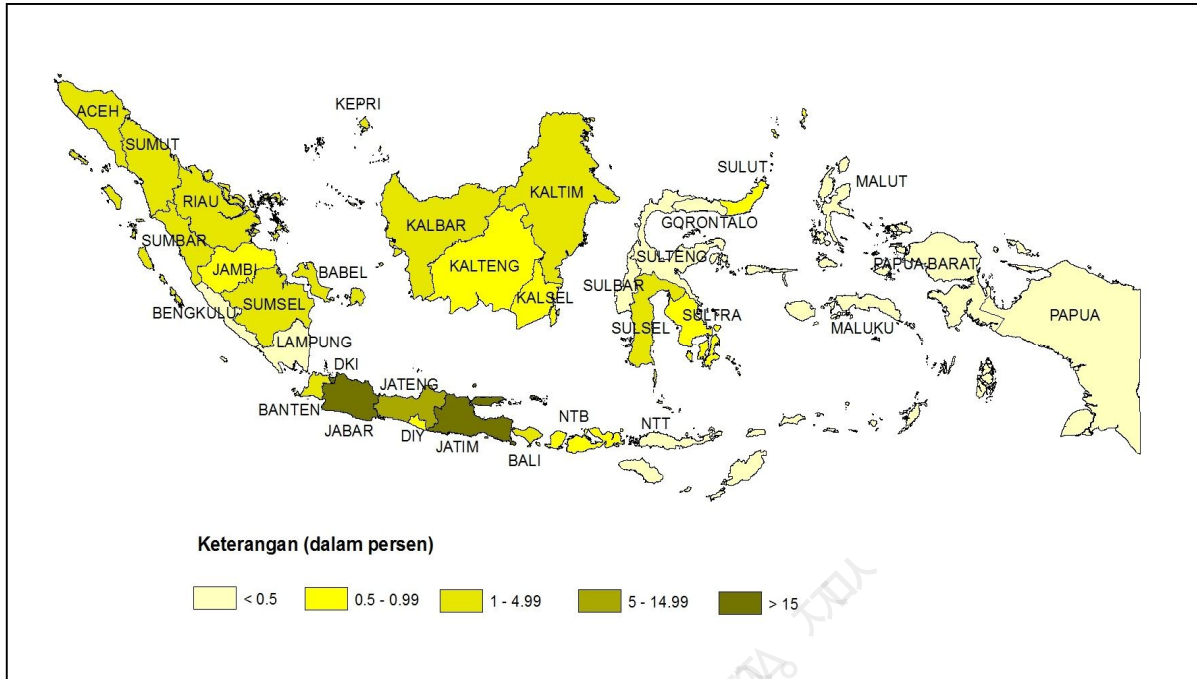 ACEH
SUMUT
KEPRI
RIAU
SUMBAR
JAMBI
BABEL
SUMSEL
BENGKULU
LAMPUNG
KALBAR
KALTIM
KALTENG
KALSEL
SULUT
MALUT
GORONTALO
SULTENG
PAPUA BARAT
SULBAR
SULSEL
SULTRA
MALUKU
PAPUA
DKI
JATENG
BANTEN
JABAR
DIY
JATIM
BALI
NTB
NTT
Keterangan (dalam persen)
< 0.5
0.5 - 0.99
1 - 4.99
5 - 14.99
> 15